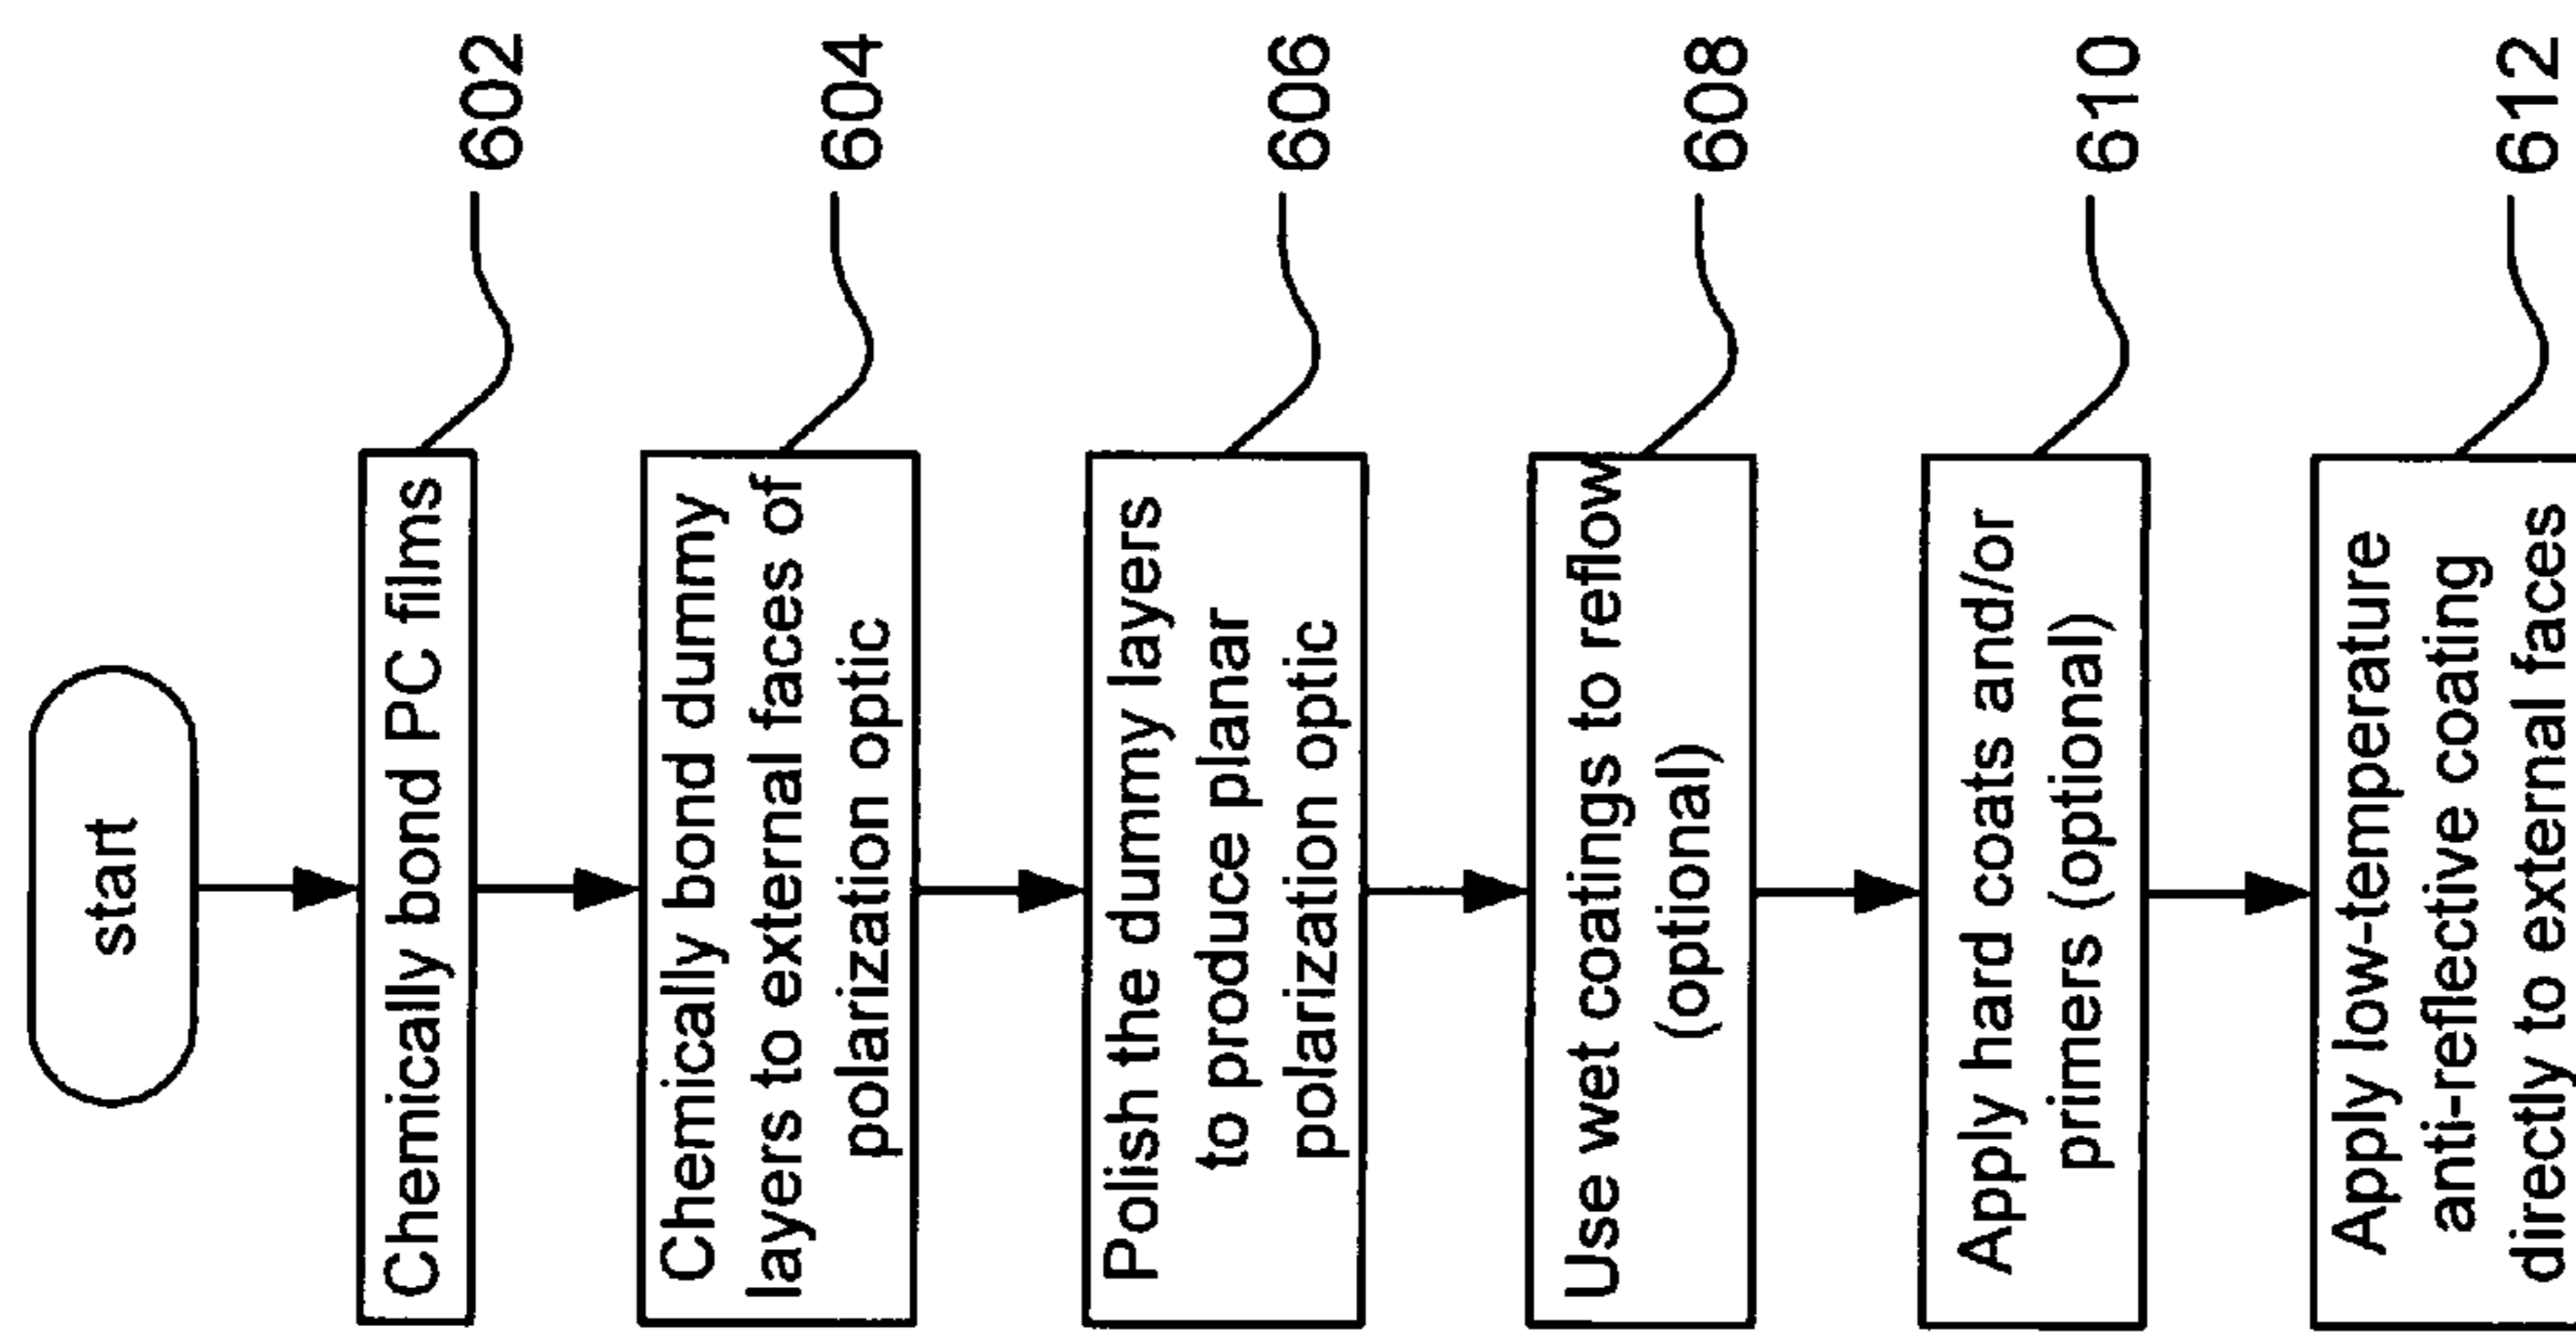 start
Chemically bond PC films
602
Chemically bond dummy
layers to external faces of
polarization optic
604
Polish the dummy layers
to produce planar
polarization optic
606
Use wet coatings to reflow
(optional)
608
Apply hard coats and/or
primers (optional)
610
Apply low-temperature
anti-reflective coating
directly to external faces
612